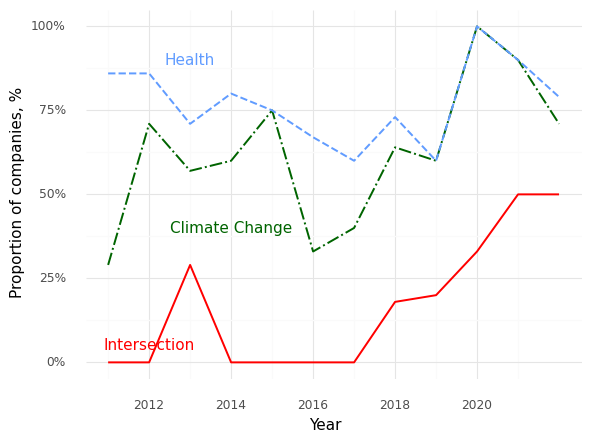 100%
75%
50%
25%
0%
Proportion of companies, %
Health
Climate Change
Intersection
2012 2014 2016 2018 2020
Year